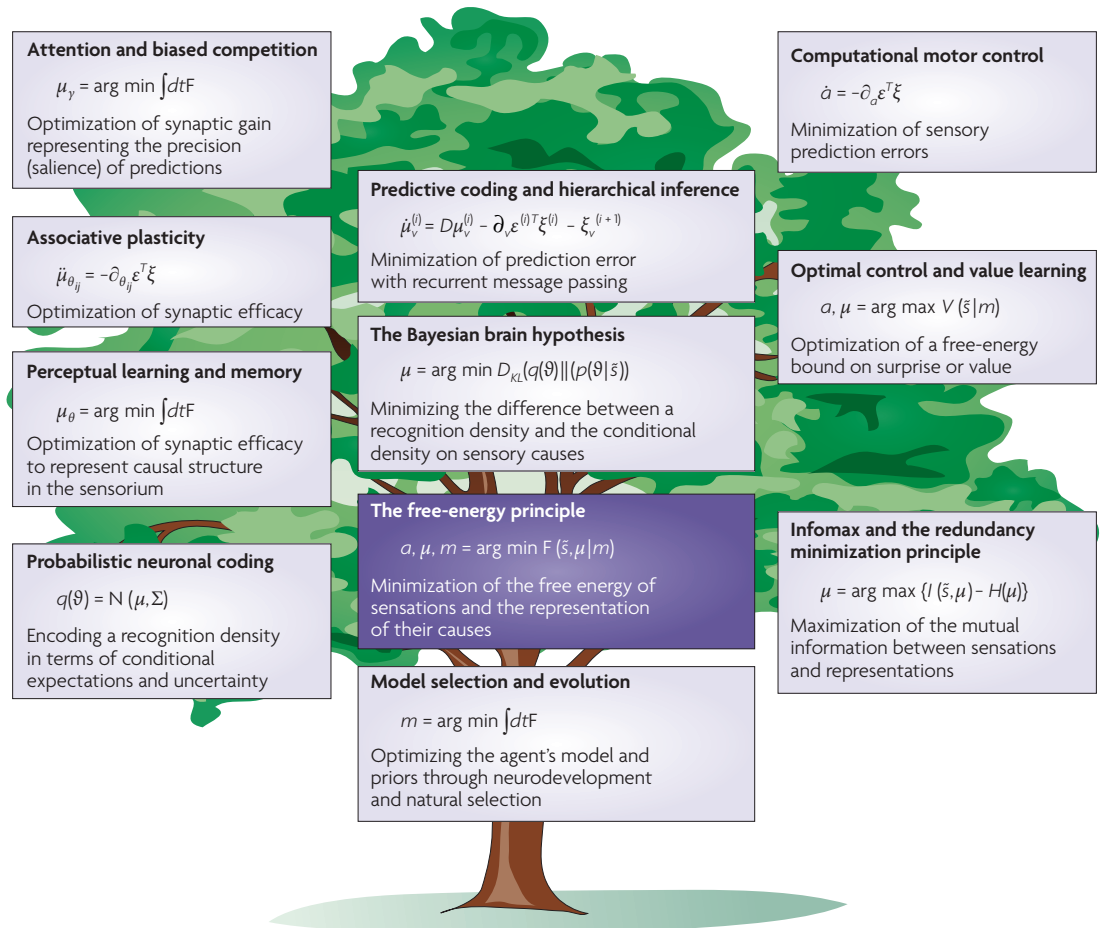 Attention and biased competition
μγ = arg min ∫dtF
Optimization of synaptic gain
representing the precision
(salience) of predictions
Associative plasticity
μ̈θij = -∂θij εᵀξ
Optimization of synaptic efficacy
Perceptual learning and memory
μθ = arg min ∫dtF
Optimization of synaptic efficacy
to represent causal structure
in the sensorium
Probabilistic neuronal coding
q(ϑ) = N (μ,Σ)
Encoding a recognition density
in terms of conditional
expectations and uncertainty
Predictive coding and hierarchical inference
μ̇ᵥ⁽ⁱ⁾ = Dμᵥ⁽ⁱ⁾ - ∂ᵥε⁽ⁱ⁾ᵀξ⁽ⁱ⁾ - ξᵥ⁽ⁱ⁺¹⁾
Minimization of prediction error
with recurrent message passing
The Bayesian brain hypothesis
μ = arg min D_KL(q(ϑ)||(p(ϑ|s̃))
Minimizing the difference between a
recognition density and the conditional
density on sensory causes
The free-energy principle
a, μ, m = arg min F (s̃,μ|m)
Minimization of the free energy of
sensations and the representation
of their causes
Model selection and evolution
m = arg min ∫dtF
Optimizing the agent's model and
priors through neurodevelopment
and natural selection
Computational motor control
ȧ = -∂ₐεᵀξ
Minimization of sensory
prediction errors
Optimal control and value learning
a, μ = arg max V (s̃|m)
Optimization of a free-energy
bound on surprise or value
Infomax and the redundancy
minimization principle
μ = arg max {I (s̃,μ) - H(μ)}
Maximization of the mutual
information between sensations
and representations